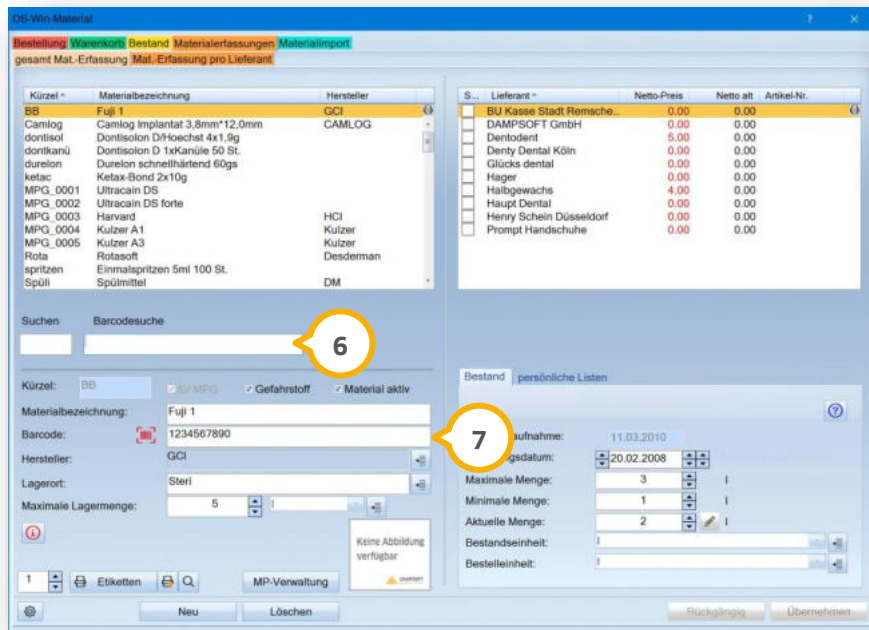 DS-Win-Material
Bestellung Warenkorb Bestand Materialerfassungen Materialimport
gesamt Mat.-Erfassung Mat.-Erfassung pro Lieferant
Kürzel Materialbezeichnung Hersteller
BB Fuji 1 GCI
Camlog Camlog Implantat 3,8mm*12,0mm CAMLOG
dontisol Dontisolon D/Hoechst 4x1,9g
dontkanü Dontisolon D 1xKanüle 50 St.
durelon Durelon schnellhärtend 60gs
ketac Ketax-Bond 2x10g
MPG_0001 Ultracain DS
MPG_0002 Ultracain DS forte
MPG_0003 Harvard HCI
MPG_0004 Kulzer A1 Kulzer
MPG_0005 Kulzer A3 Kulzer
Rota Rotasoft Desderman
spritzen Einmalspritzen 5ml 100 St.
Spüli Spülmittel DM
S... Lieferant Netto-Preis Netto alt Artikel-Nr.
BU Kasse Stadt Remsche... 0.00 0.00
DAMPSOFT GmbH 0.00 0.00
Dentodent 5.00 0.00
Denty Dental Köln 0.00 0.00
Glücks dental 0.00 0.00
Hager 0.00 0.00
Halbgewachs 4.00 0.00
Haupt Dental 0.00 0.00
Henry Schein Düsseldorf 0.00 0.00
Prompt Handschuhe 0.00 0.00
Suchen Barcodesuche
6
Kürzel: BB für MPG Gefahrstoff Material aktiv
Materialbezeichnung: Fuji 1
Barcode: 1234567890
7
Hersteller: GCI
Lagerort: Steri
Maximale Lagermenge: 5 l
Keine Abbildung
verfügbar
DAMPSOFT
1 Etiketten MP-Verwaltung
Neu Löschen
Bestand persönliche Listen
aufnahme: 11.03.2010
gsdatum: 20.02.2008
Maximale Menge: 3 l
Minimale Menge: 1 l
Aktuelle Menge: 2 l
Bestandseinheit: l
Bestelleinheit: l
Rückgängig Übernehmen